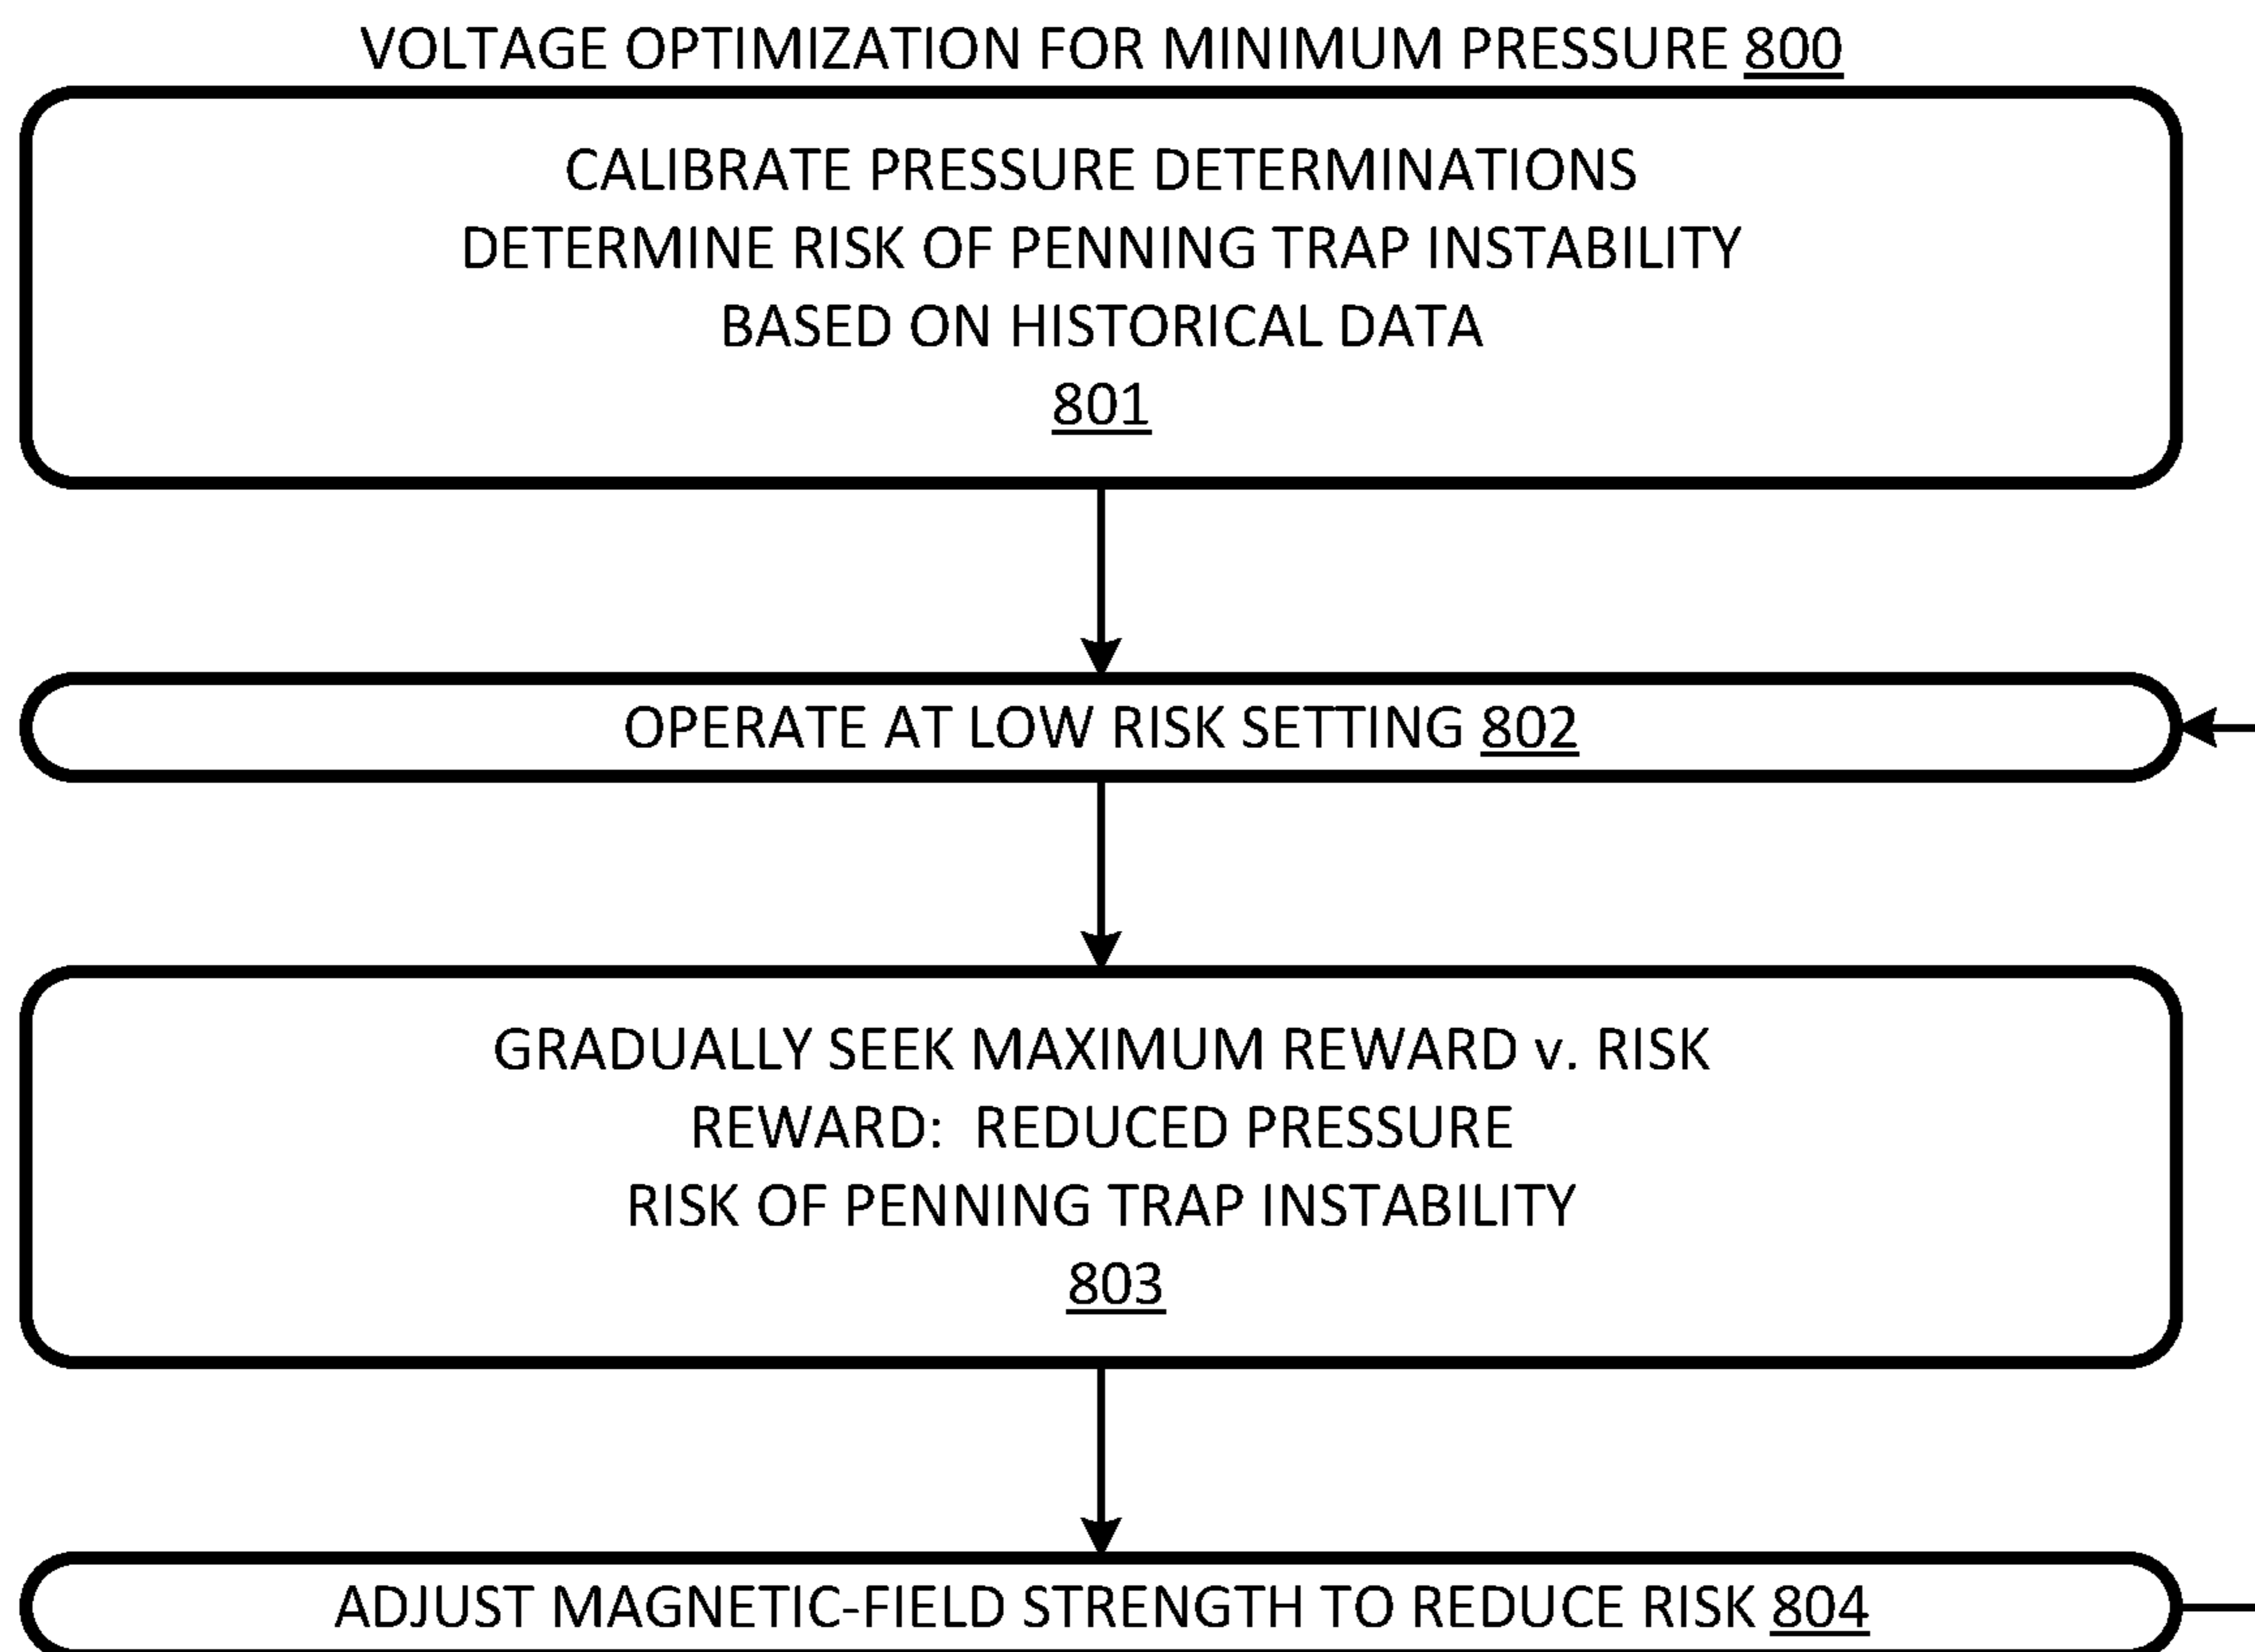 VOLTAGE OPTIMIZATION FOR MINIMUM PRESSURE 800
CALIBRATE PRESSURE DETERMINATIONS
DETERMINE RISK OF PENNING TRAP INSTABILITY
BASED ON HISTORICAL DATA
801
OPERATE AT LOW RISK SETTING 802
GRADUALLY SEEK MAXIMUM REWARD v. RISK
REWARD: REDUCED PRESSURE
RISK OF PENNING TRAP INSTABILITY
803
ADJUST MAGNETIC-FIELD STRENGTH TO REDUCE RISK 804